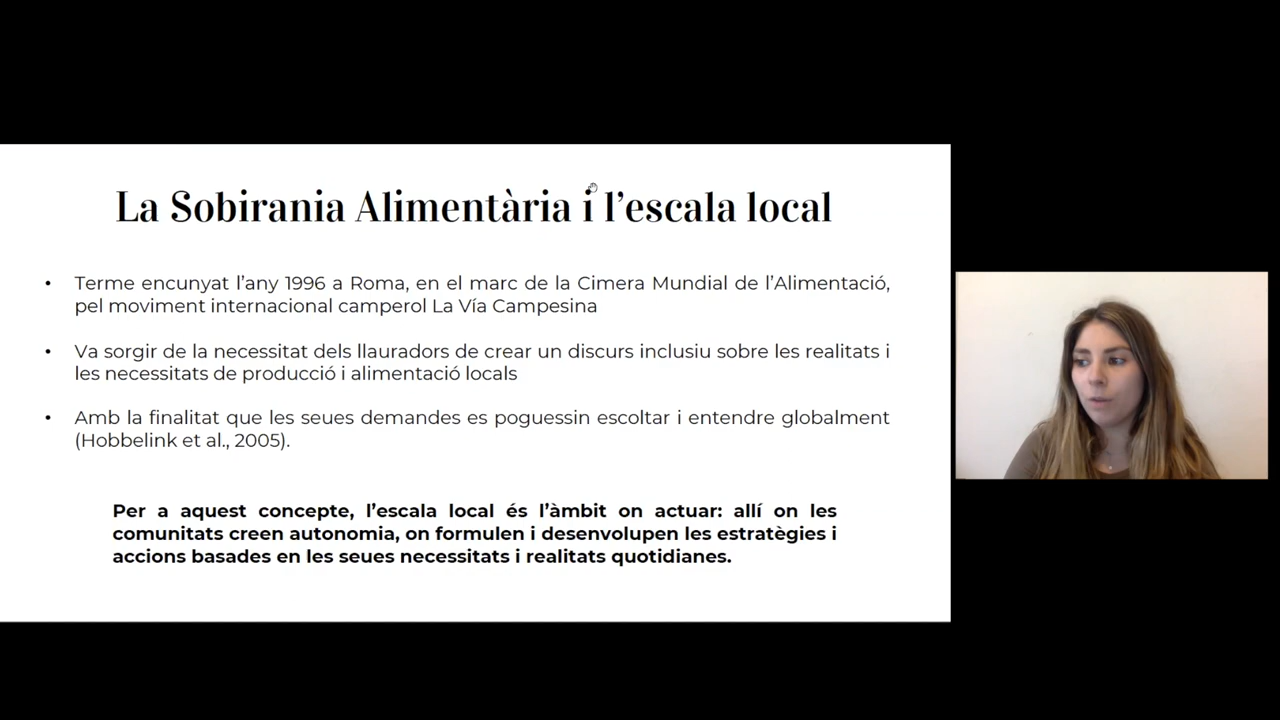 La Sobirania Alimentària i l’escala local
• Terme encunyat l’any 1996 a Roma, en el marc de la Cimera Mundial de l’Alimentació,
pel moviment internacional camperol La Vía Campesina
• Va sorgir de la necessitat dels llauradors de crear un discurs inclusiu sobre les realitats i
les necessitats de producció i alimentació locals
• Amb la finalitat que les seues demandes es poguessin escoltar i entendre globalment
(Hobbelink et al., 2005).
Per a aquest concepte, l’escala local és l’àmbit on actuar: allí on les
comunitats creen autonomia, on formulen i desenvolupen les estratègies i
accions basades en les seues necessitats i realitats quotidianes.